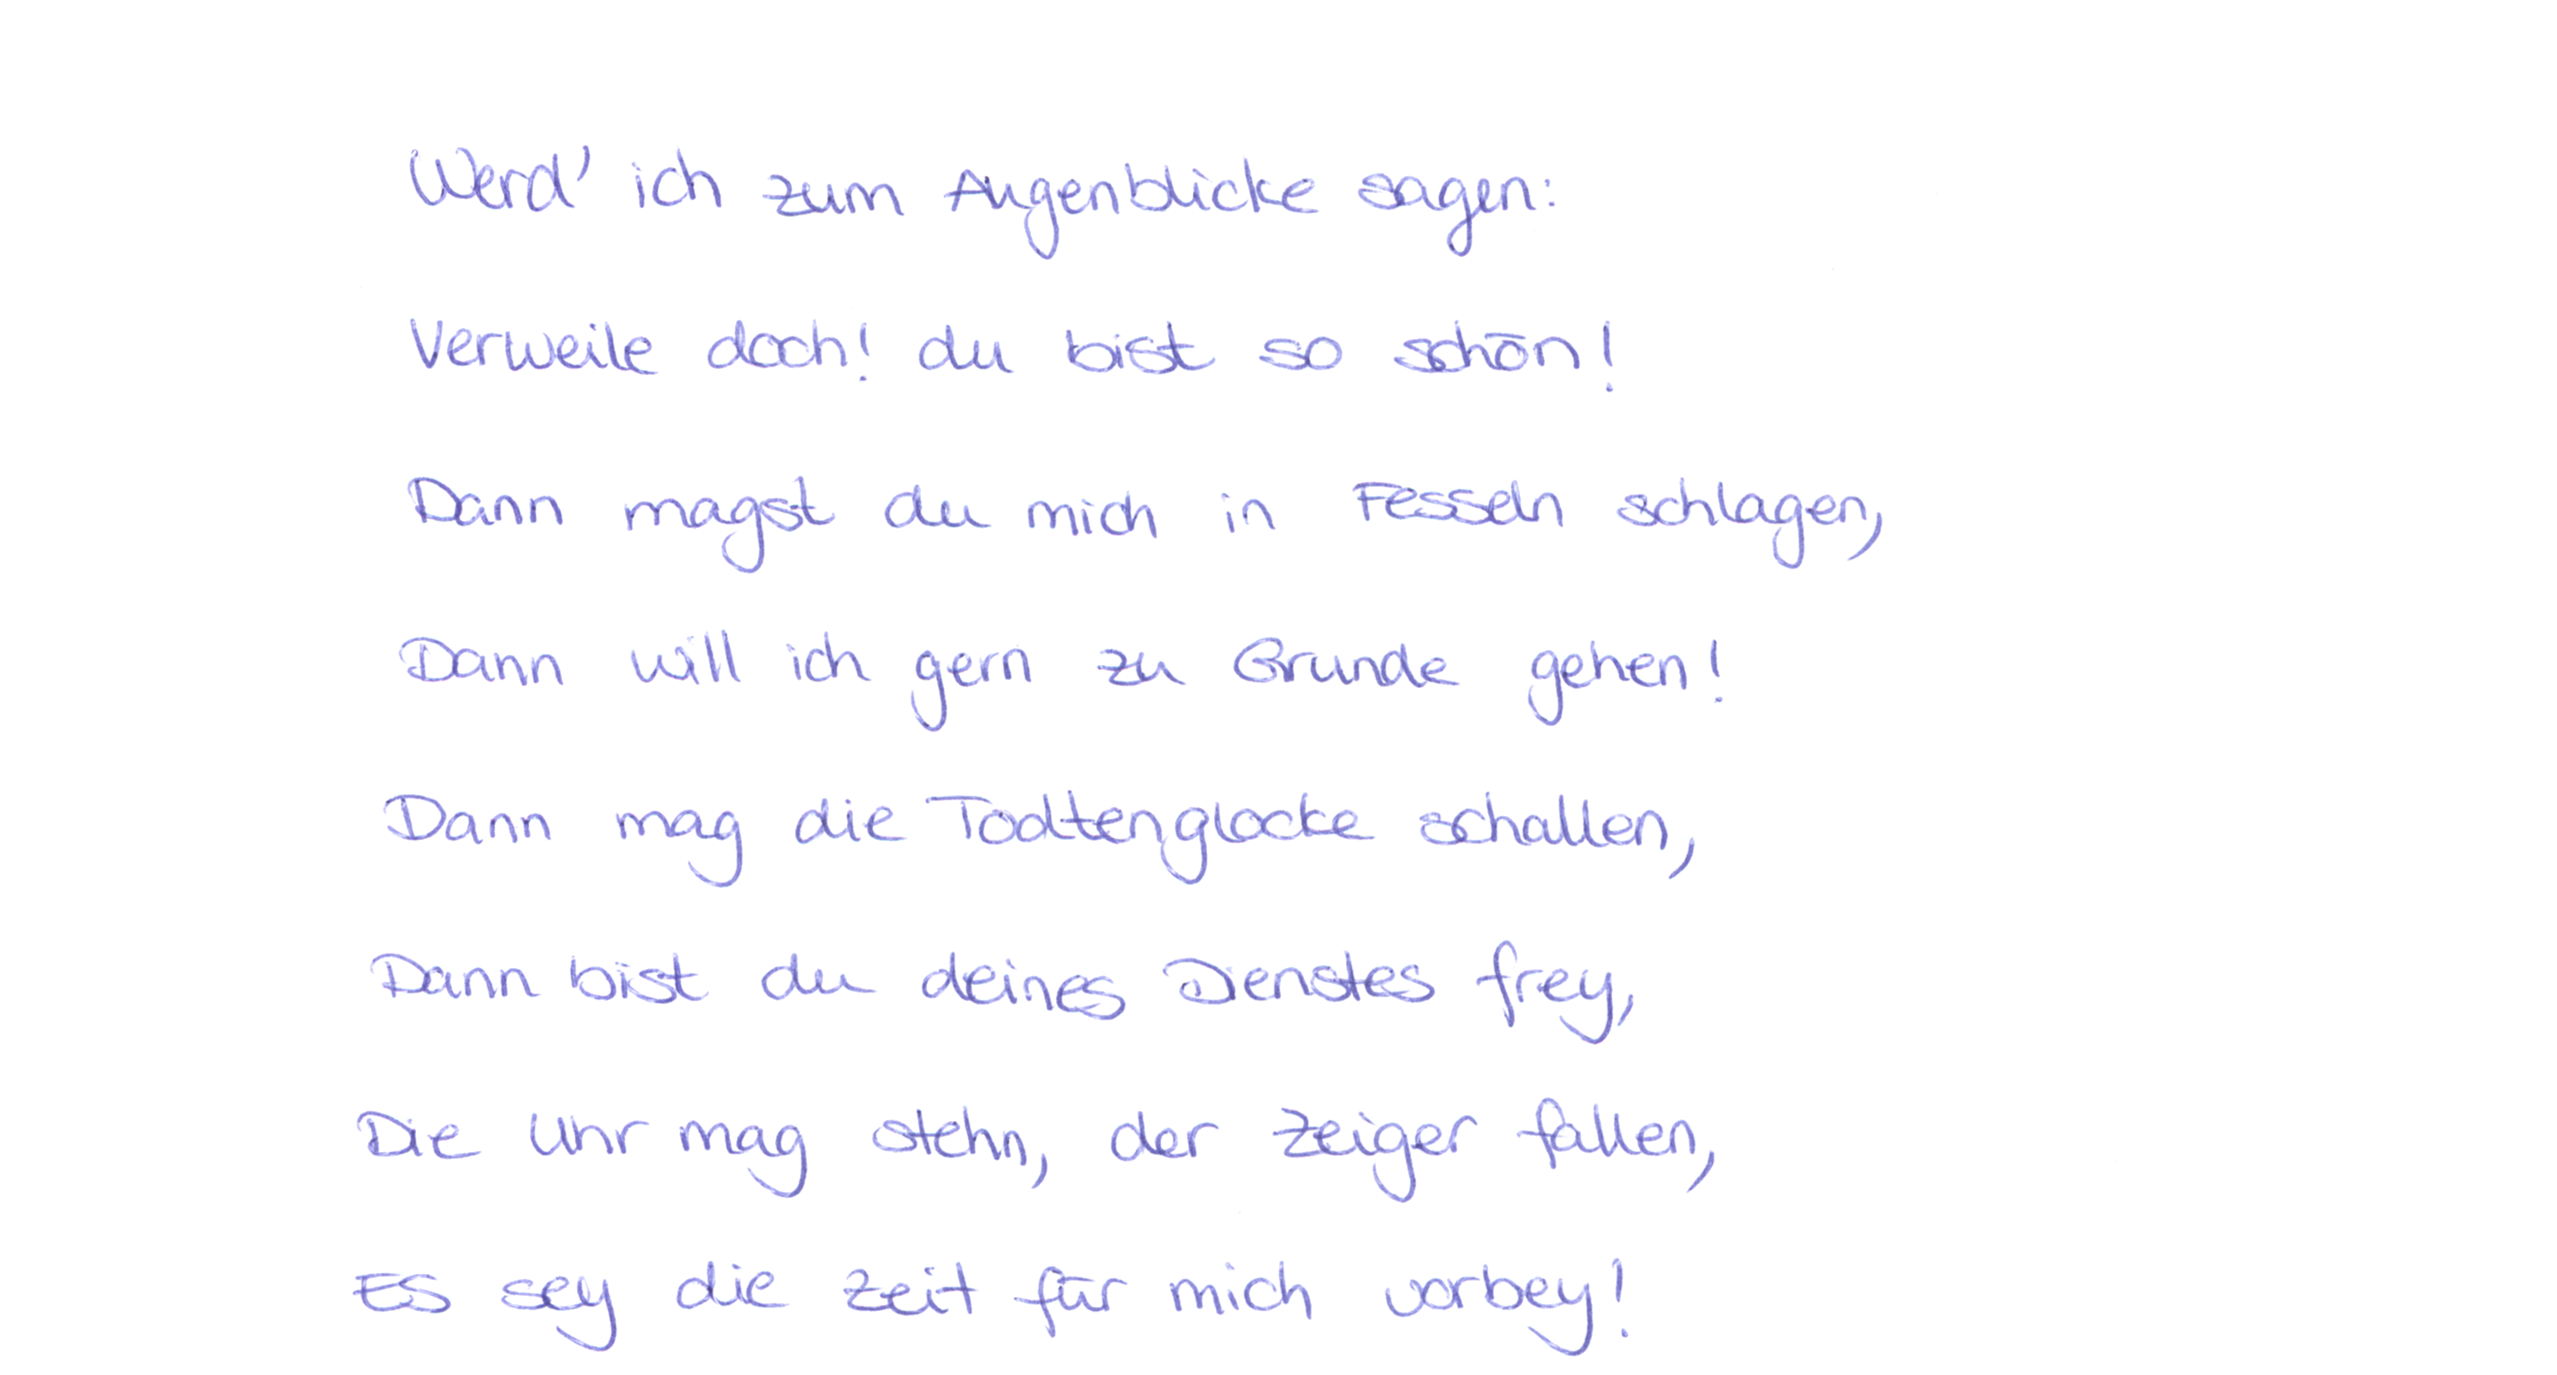 Werd' ich zum Augenblicke sagen:
Verweile doch! du bist so schön!
Dann magst du mich in Fesseln schlagen,
Dann will ich gern zu Grunde gehen!
Dann mag die Todtenglocke schallen,
Dann bist du deines Dienstes frey,
Die Uhr mag stehn, der Zeiger fallen,
Es sey die Zeit für mich vorbey!